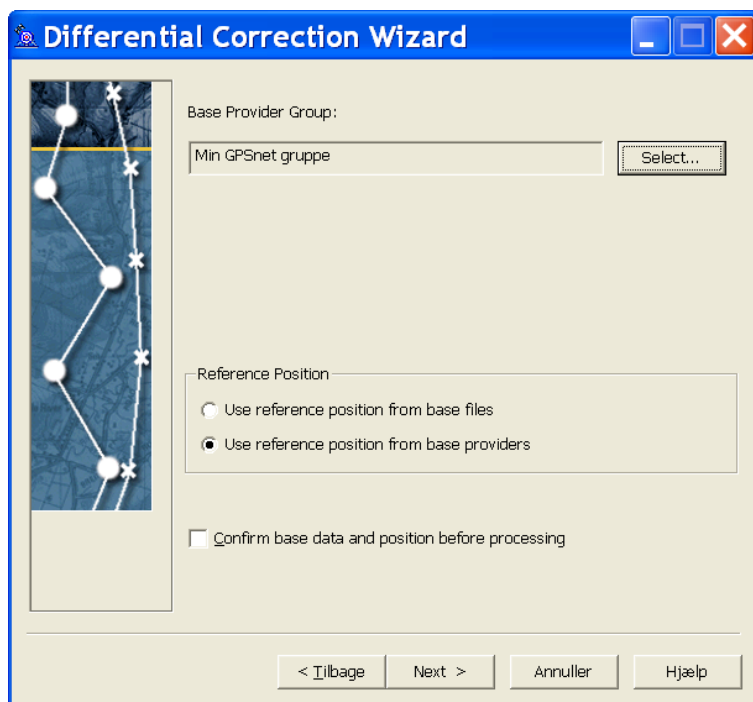 Differential Correction Wizard
Base Provider Group:
Min GPSnet gruppe
Select...
Reference Position
Use reference position from base files
Use reference position from base providers
Confirm base data and position before processing
< Tilbage
Next >
Annuller
Hjælp